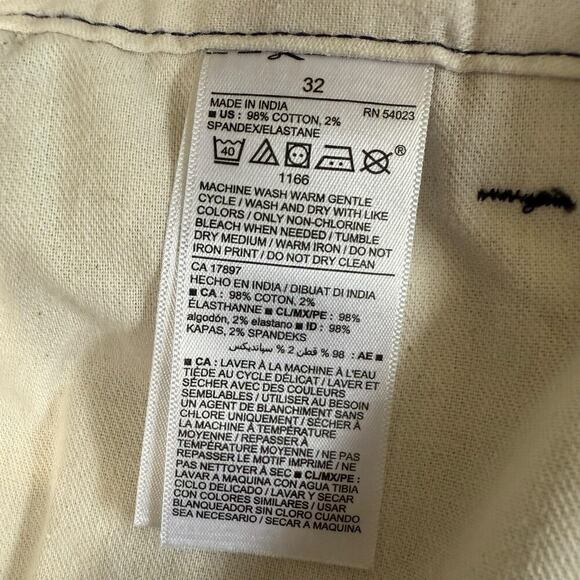 32
MADE IN INDIA RN 54023
■ US : 98% COTTON, 2%
SPANDEX/ELASTANE
40
®
1166
MACHINE WASH WARM GENTLE
CYCLE / WASH AND DRY WITH LIKE
COLORS / ONLY NON-CHLORINE
BLEACH WHEN NEEDED / TUMBLE
DRY MEDIUM / WARM IRON / DO NOT
IRON PRINT / DO NOT DRY CLEAN
CA 17897
HECHO EN INDIA / DIBUAT DI INDIA
■ CA : 98% COTON, 2%
ÉLASTHANNE ■ CL/MX/PE : 98%
algodón, 2% elastano ■ ID : 98%
KAPAS, 2% SPANDEKS
■ AE : 98 % قطن 2 % سباندیکس
■ CA : LAVER À LA MACHINE À L'EAU
TIÈDE AU CYCLE DÉLICAT / LAVER ET
SÉCHER AVEC DES COULEURS
SEMBLABLES / UTILISER AU BESOIN
UN AGENT DE BLANCHIMENT SANS
CHLORE UNIQUEMENT / SÉCHER À
LA MACHINE À TEMPÉRATURE
MOYENNE / REPASSER À
TEMPÉRATURE MOYENNE / NE PAS
REPASSER LE MOTIF IMPRIMÉ / NE
PAS NETTOYER À SEC ■ CL/MX/PE :
LAVAR A MAQUINA CON AGUA TIBIA
CICLO DELICADO / LAVAR Y SECAR
CON COLORES SIMILARES / USAR
BLANQUEADOR SIN CLORO CUANDO
SEA NECESARIO / SECAR A MAQUINA